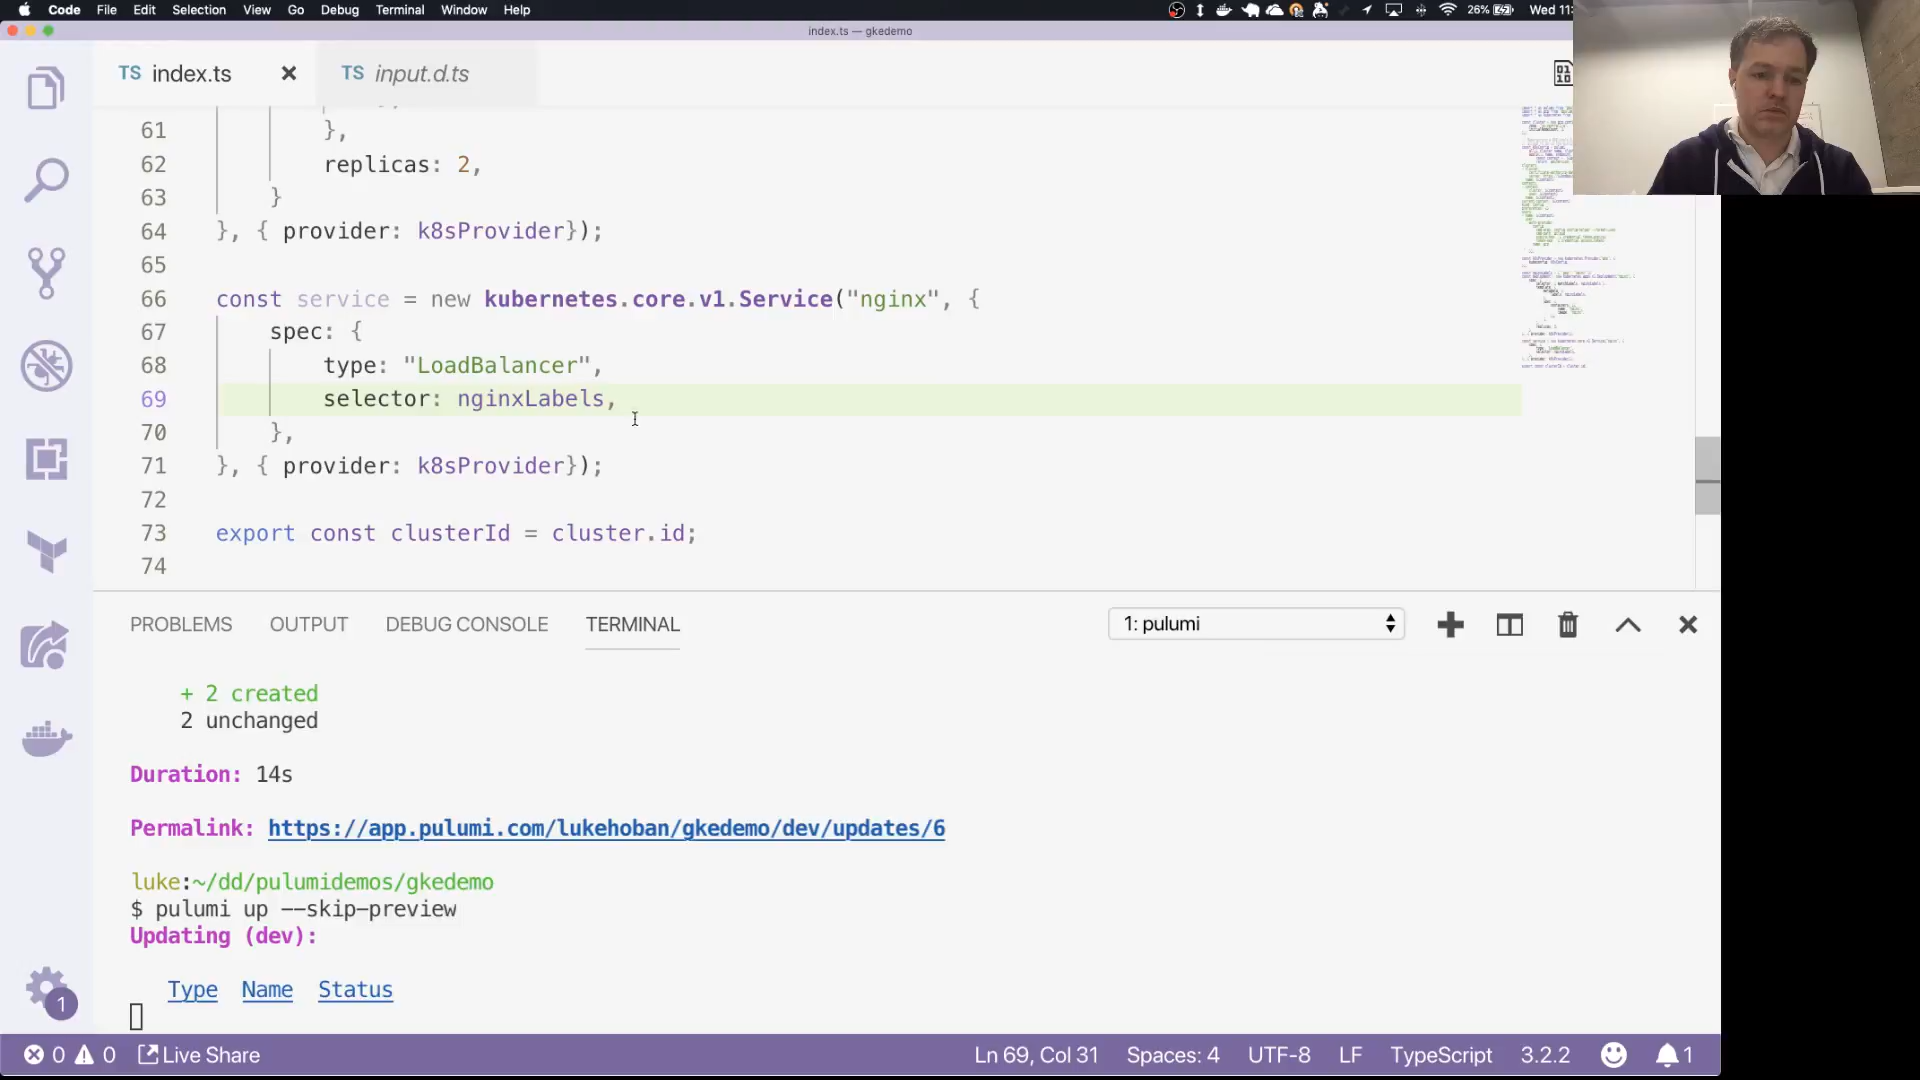 Code File Edit Selection View Go Debug Terminal Window Help
26% Wed 11:
index.ts — gkedemo
TS index.ts
TS input.d.ts
61 },
62 replicas: 2,
63 }
64 }, { provider: k8sProvider});
65
66 const service = new kubernetes.core.v1.Service("nginx", {
67 spec: {
68 type: "LoadBalancer",
69 selector: nginxLabels,
70 },
71 }, { provider: k8sProvider});
72
73 export const clusterId = cluster.id;
74
PROBLEMS OUTPUT DEBUG CONSOLE TERMINAL 1: pulumi
+ 2 created
2 unchanged
Duration: 14s
Permalink: https://app.pulumi.com/lukehoban/gkedemo/dev/updates/6
luke:~/dd/pulumidemos/gkedemo
$ pulumi up --skip-preview
Updating (dev):
Type Name Status
1
0 0 Live Share Ln 69, Col 31 Spaces: 4 UTF-8 LF TypeScript 3.2.2 1